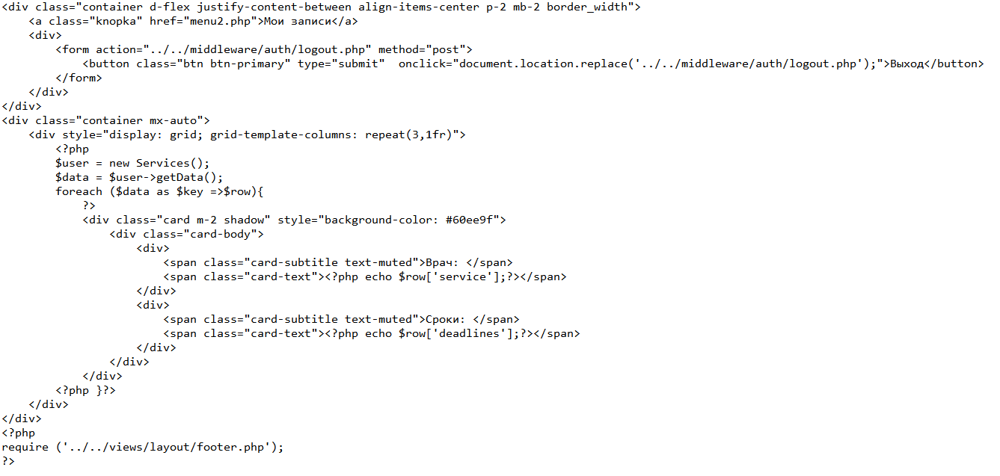 <div class="container d-flex justify-content-between align-items-center p-2 mb-2 border_width">
    <a class="knopka" href="menu2.php">Мои записи</a>
    <div>
        <form action="../../middleware/auth/logout.php" method="post">
            <button class="btn btn-primary" type="submit"  onclick="document.location.replace('../../middleware/auth/logout.php');">Выход</button>
        </form>
    </div>
</div>
<div class="container mx-auto">
    <div style="display: grid; grid-template-columns: repeat(3,1fr)">
        <?php
        $user = new Services();
        $data = $user->getData();
        foreach ($data as $key =>$row){
            ?>
            <div class="card m-2 shadow" style="background-color: #60ee9f">
                <div class="card-body">
                    <div>
                        <span class="card-subtitle text-muted">Врач: </span>
                        <span class="card-text"><?php echo $row['service'];?></span>
                    </div>
                    <div>
                        <span class="card-subtitle text-muted">Сроки: </span>
                        <span class="card-text"><?php echo $row['deadlines'];?></span>
                    </div>
                </div>
            </div>
        <?php }?>
    </div>
</div>
<?php
require ('../../views/layout/footer.php');
?>